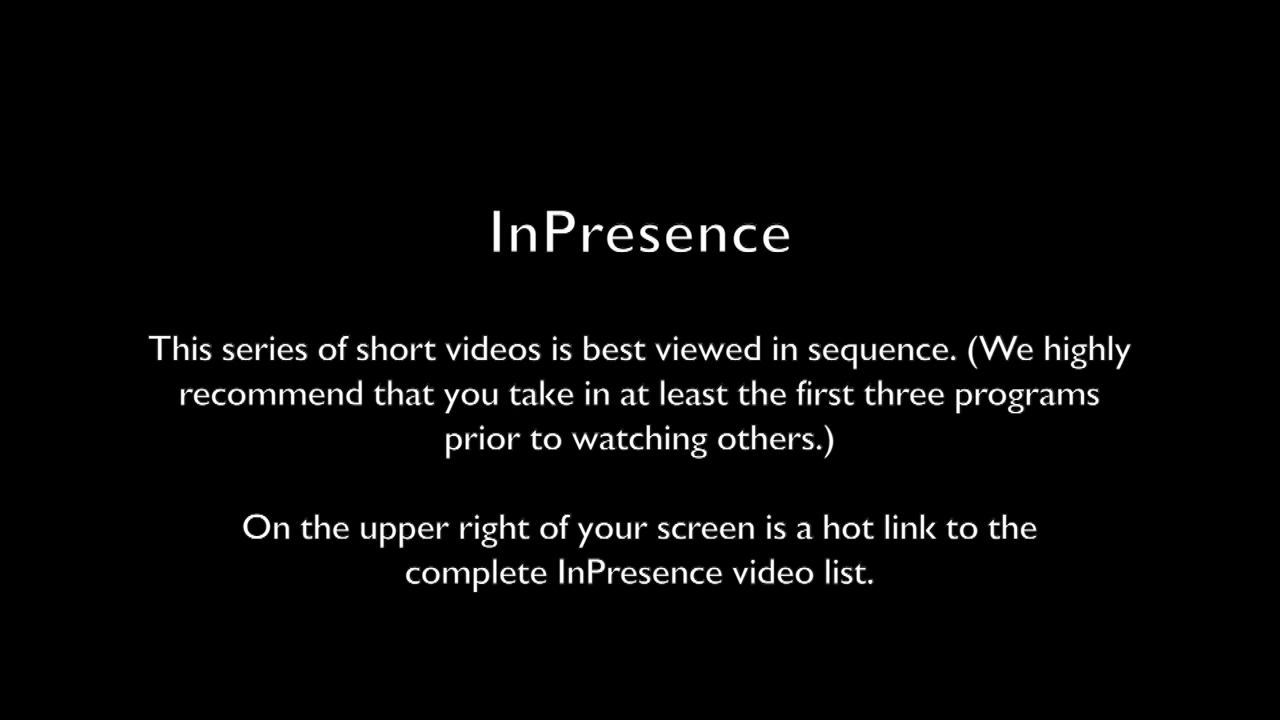 InPresence
This series of short videos is best viewed in sequence. (We highly
recommend that you take in at least the first three programs
prior to watching others.)
On the upper right of your screen is a hot link to the
complete InPresence video list.